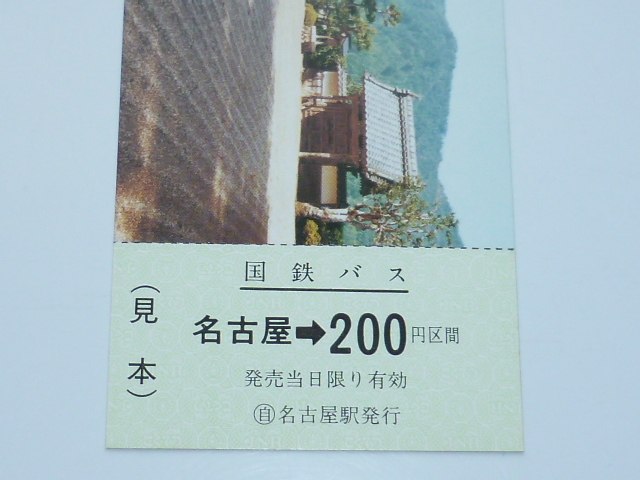 国鉄バス
(見本)
名古屋➡200円区間
発売当日限り有効
㊂名古屋駅発行